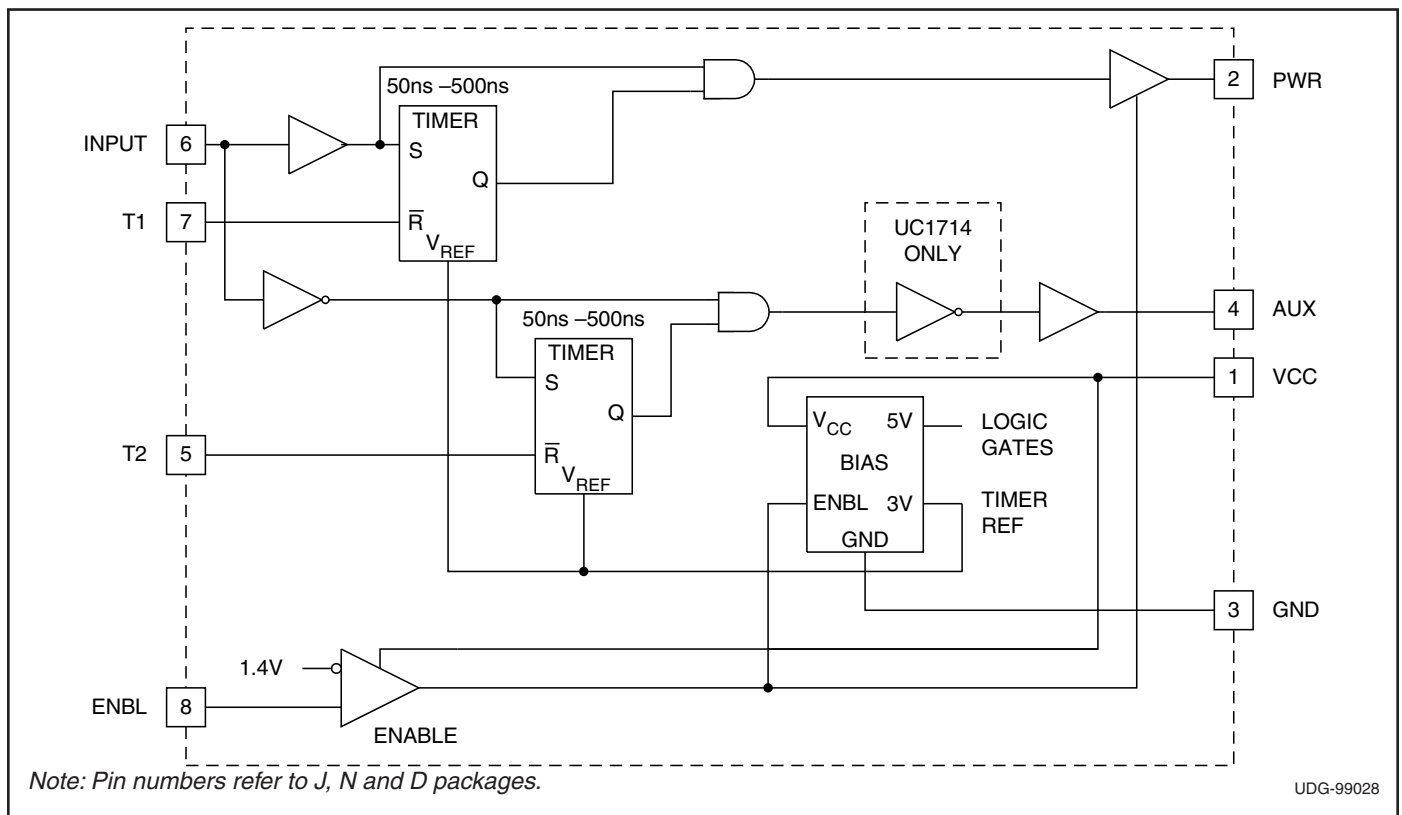 50ns –500ns
TIMER
S
Q
R̅
VREF
INPUT
6
T1
7
2
PWR
UC1714
ONLY
50ns –500ns
TIMER
S
Q
R̅
VREF
T2
5
4
AUX
1
VCC
VCC
5V
BIAS
ENBL
3V
GND
LOGIC
GATES
TIMER
REF
3
GND
1.4V
ENBL
8
ENABLE
Note: Pin numbers refer to J, N and D packages.
UDG-99028